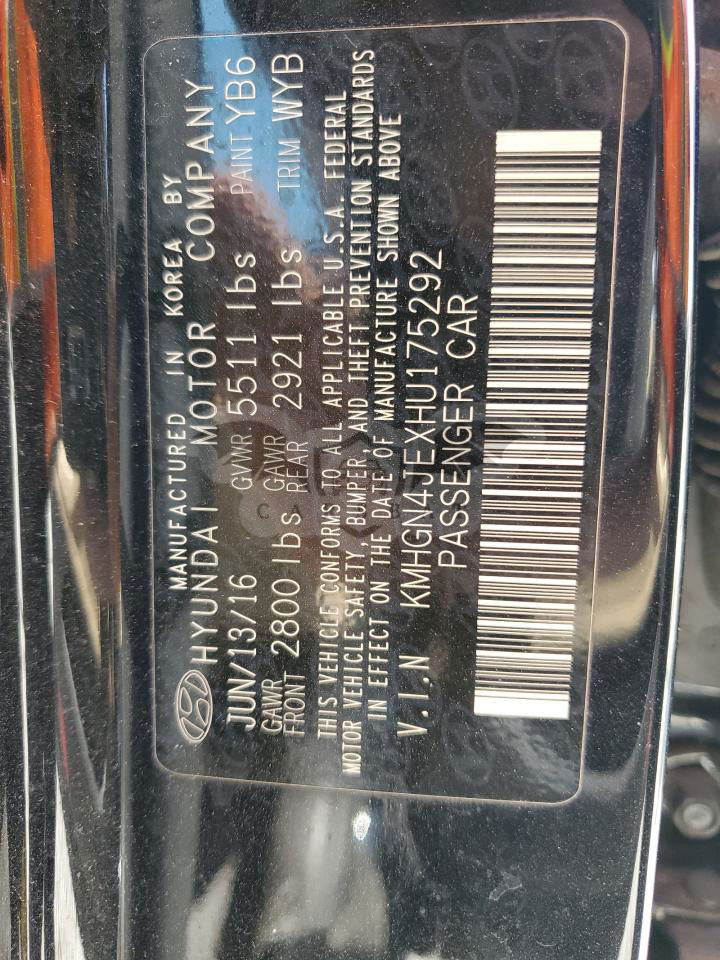 MANUFACTURED IN KOREA BY
HYUNDAI MOTOR COMPANY
JUN/13/16 GVWR 5511 lbs PAINT YB6
GAWR FRONT 2800 lbs GAWR REAR 2921 lbs TRIM WYB
THIS VEHICLE CONFORMS TO ALL APPLICABLE U.S.A. FEDERAL
MOTOR VEHICLE SAFETY, BUMPER, AND THEFT PREVENTION STANDARDS
IN EFFECT ON THE DATE OF MANUFACTURE SHOWN ABOVE
V.I.N KMHGN4JEXHU175292
PASSENGER CAR